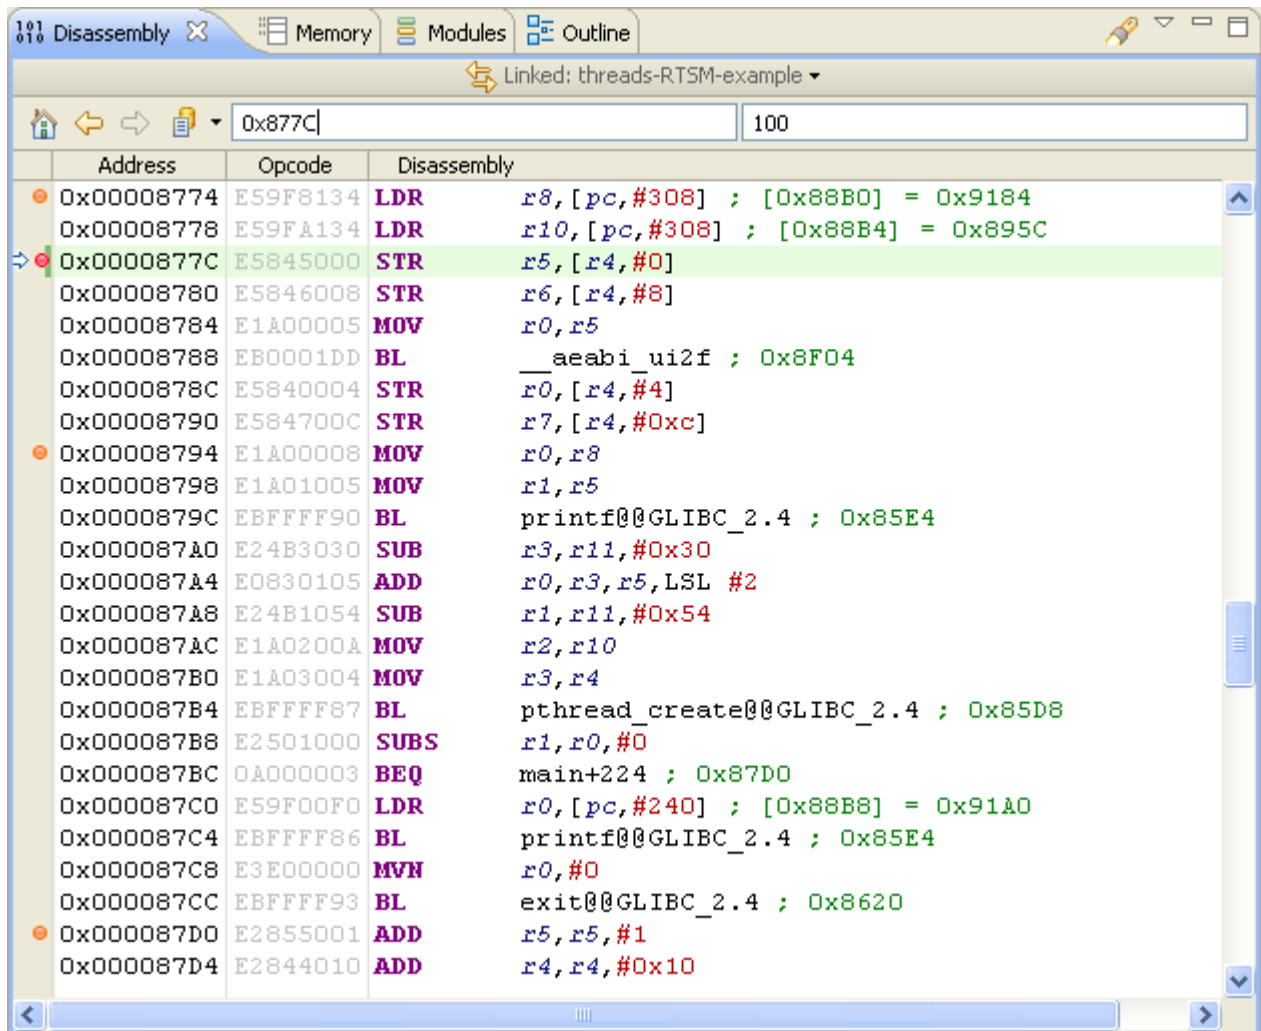 Disassembly Memory Modules Outline
Linked: threads-RTSM-example
0x877C 100
Address Opcode Disassembly
0x00008774 E59F8134 LDR r8,[pc,#308] ; [0x88B0] = 0x9184
0x00008778 E59FA134 LDR r10,[pc,#308] ; [0x88B4] = 0x895C
0x0000877C E5845000 STR r5,[r4,#0]
0x00008780 E5846008 STR r6,[r4,#8]
0x00008784 E1A00005 MOV r0,r5
0x00008788 EB0001DD BL __aeabi_ui2f ; 0x8F04
0x0000878C E5840004 STR r0,[r4,#4]
0x00008790 E584700C STR r7,[r4,#0xc]
0x00008794 E1A00008 MOV r0,r8
0x00008798 E1A01005 MOV r1,r5
0x0000879C EBFFFF90 BL printf@@GLIBC_2.4 ; 0x85E4
0x000087A0 E24B3030 SUB r3,r11,#0x30
0x000087A4 E0830105 ADD r0,r3,r5,LSL #2
0x000087A8 E24B1054 SUB r1,r11,#0x54
0x000087AC E1A0200A MOV r2,r10
0x000087B0 E1A03004 MOV r3,r4
0x000087B4 EBFFFF87 BL pthread_create@@GLIBC_2.4 ; 0x85D8
0x000087B8 E2501000 SUBS r1,r0,#0
0x000087BC 0A000003 BEQ main+224 ; 0x87D0
0x000087C0 E59F00F0 LDR r0,[pc,#240] ; [0x88B8] = 0x91A0
0x000087C4 EBFFFF86 BL printf@@GLIBC_2.4 ; 0x85E4
0x000087C8 E3E00000 MVN r0,#0
0x000087CC EBFFFF93 BL exit@@GLIBC_2.4 ; 0x8620
0x000087D0 E2855001 ADD r5,r5,#1
0x000087D4 E2844010 ADD r4,r4,#0x10